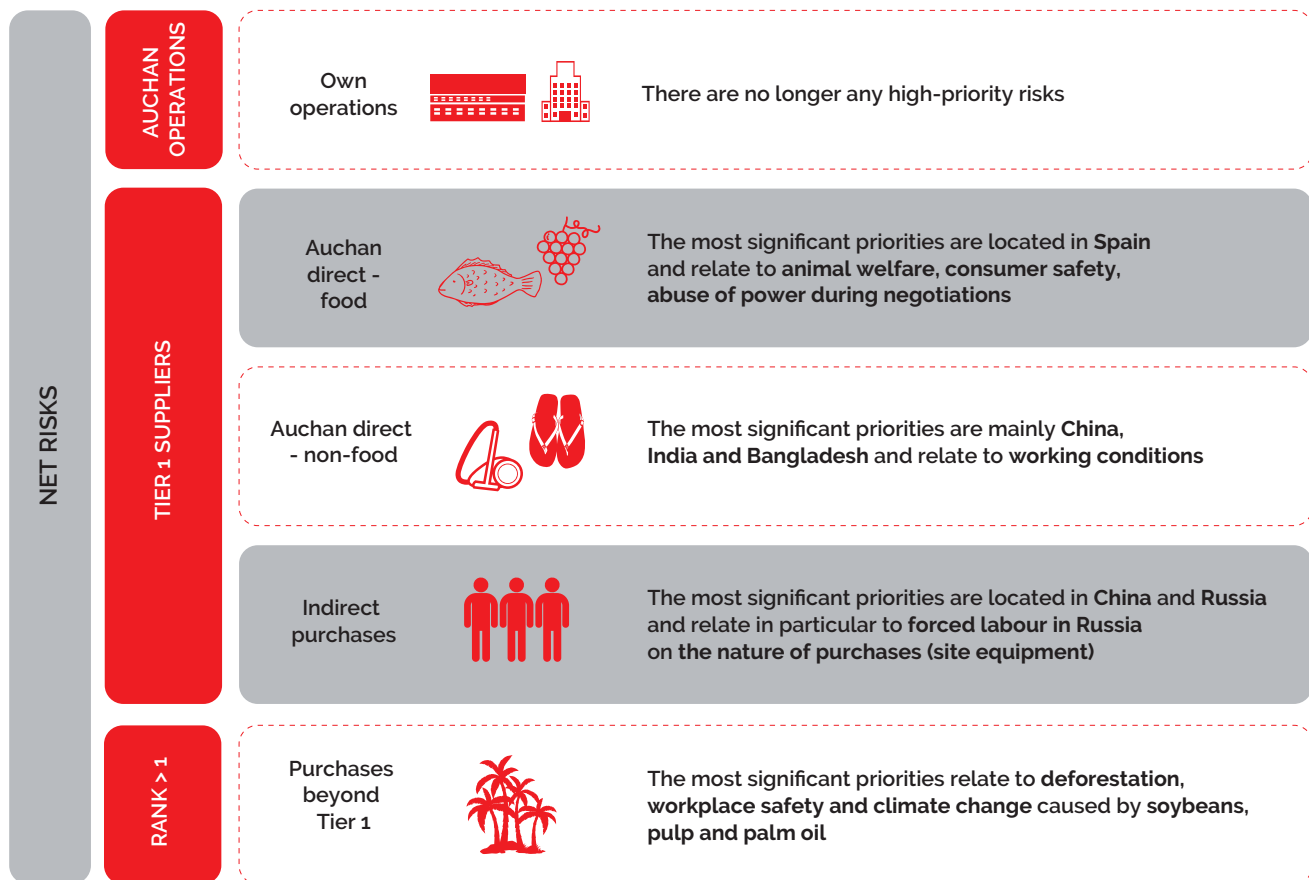 NET RISKS
AUCHAN
OPERATIONS
Own
operations
There are no longer any high-priority risks
TIER 1 SUPPLIERS
Auchan
direct -
food
The most significant priorities are located in Spain
and relate to animal welfare, consumer safety,
abuse of power during negotiations
Auchan direct
- non-food
The most significant priorities are mainly China,
India and Bangladesh and relate to working conditions
Indirect
purchases
The most significant priorities are located in China and Russia
and relate in particular to forced labour in Russia
on the nature of purchases (site equipment)
RANK > 1
Purchases
beyond
Tier 1
The most significant priorities relate to deforestation,
workplace safety and climate change caused by soybeans,
pulp and palm oil